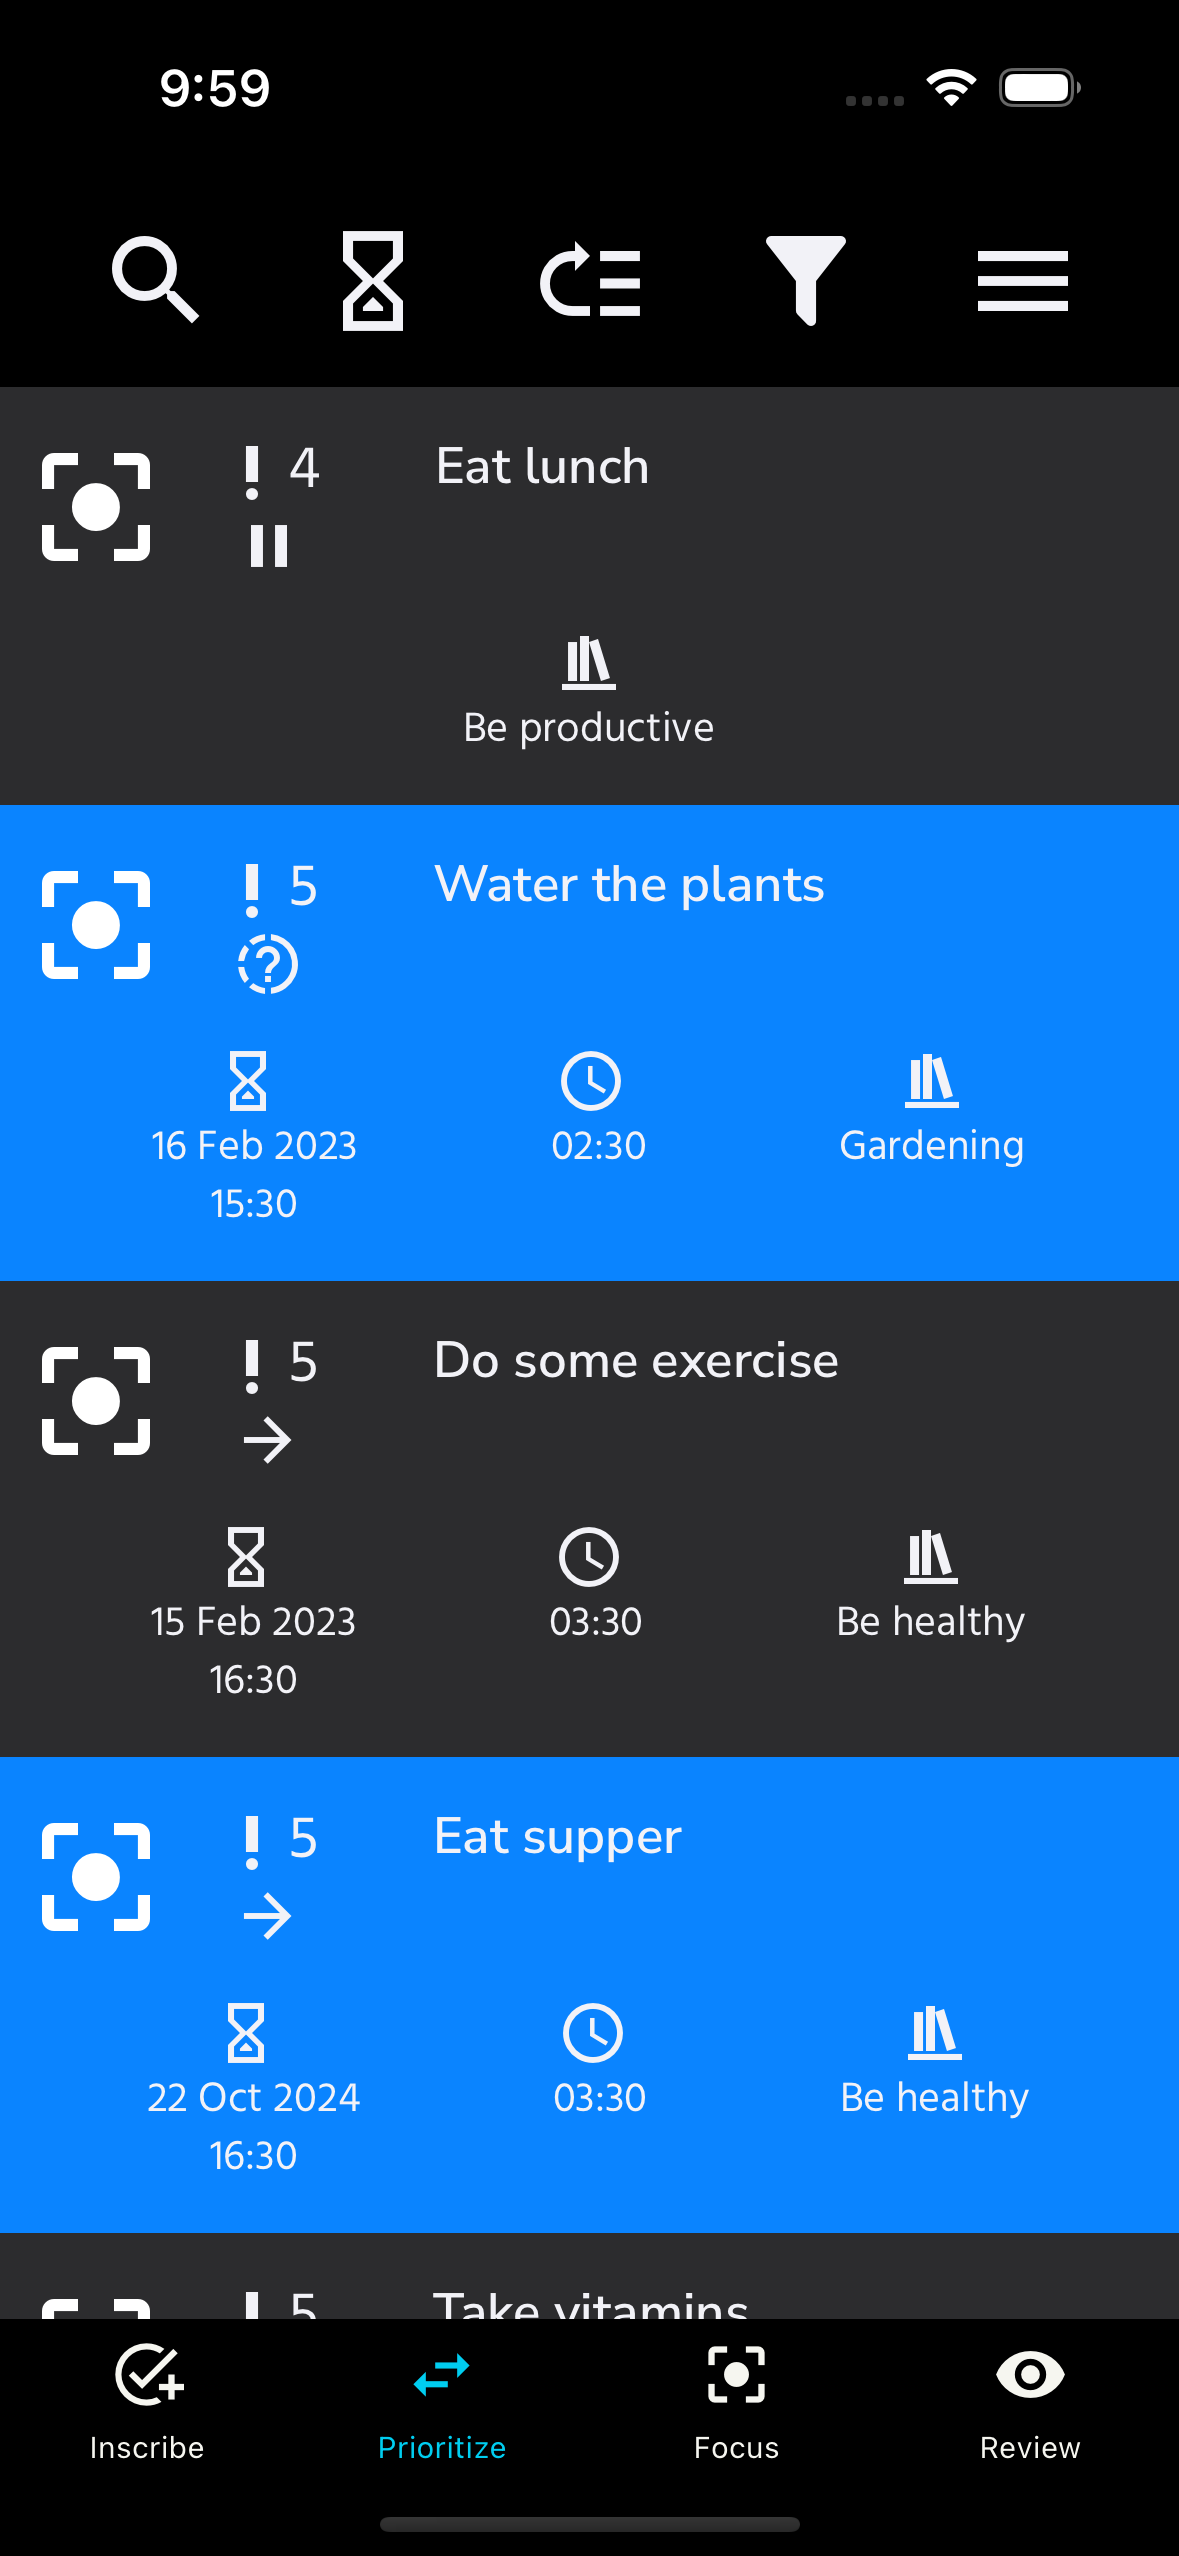 9:59
4 Eat lunch
Be productive
5 Water the plants
16 Feb 2023 02:30 Gardening
15:30
5 Do some exercise
15 Feb 2023 03:30 Be healthy
16:30
5 Eat supper
22 Oct 2024 03:30 Be healthy
16:30
5 Take vitamins
Inscribe Prioritize Focus Review